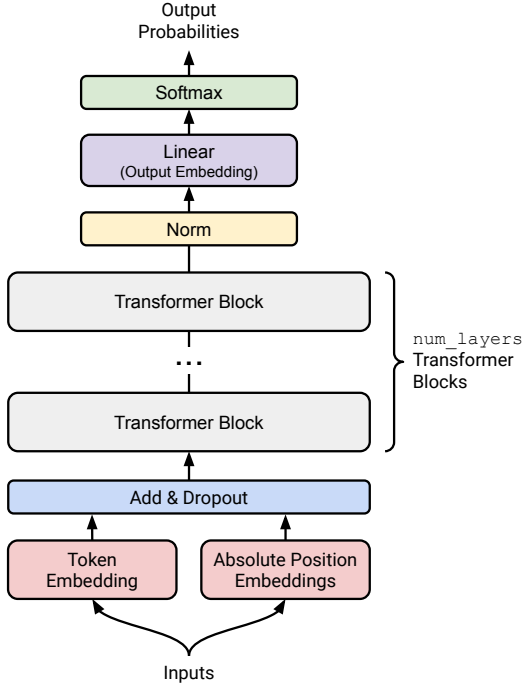 Output
Probabilities
Softmax
Linear
(Output Embedding)
Norm
Transformer Block
...
num_layers
Transformer
Blocks
Transformer Block
Add & Dropout
Token
Embedding
Absolute Position
Embeddings
Inputs